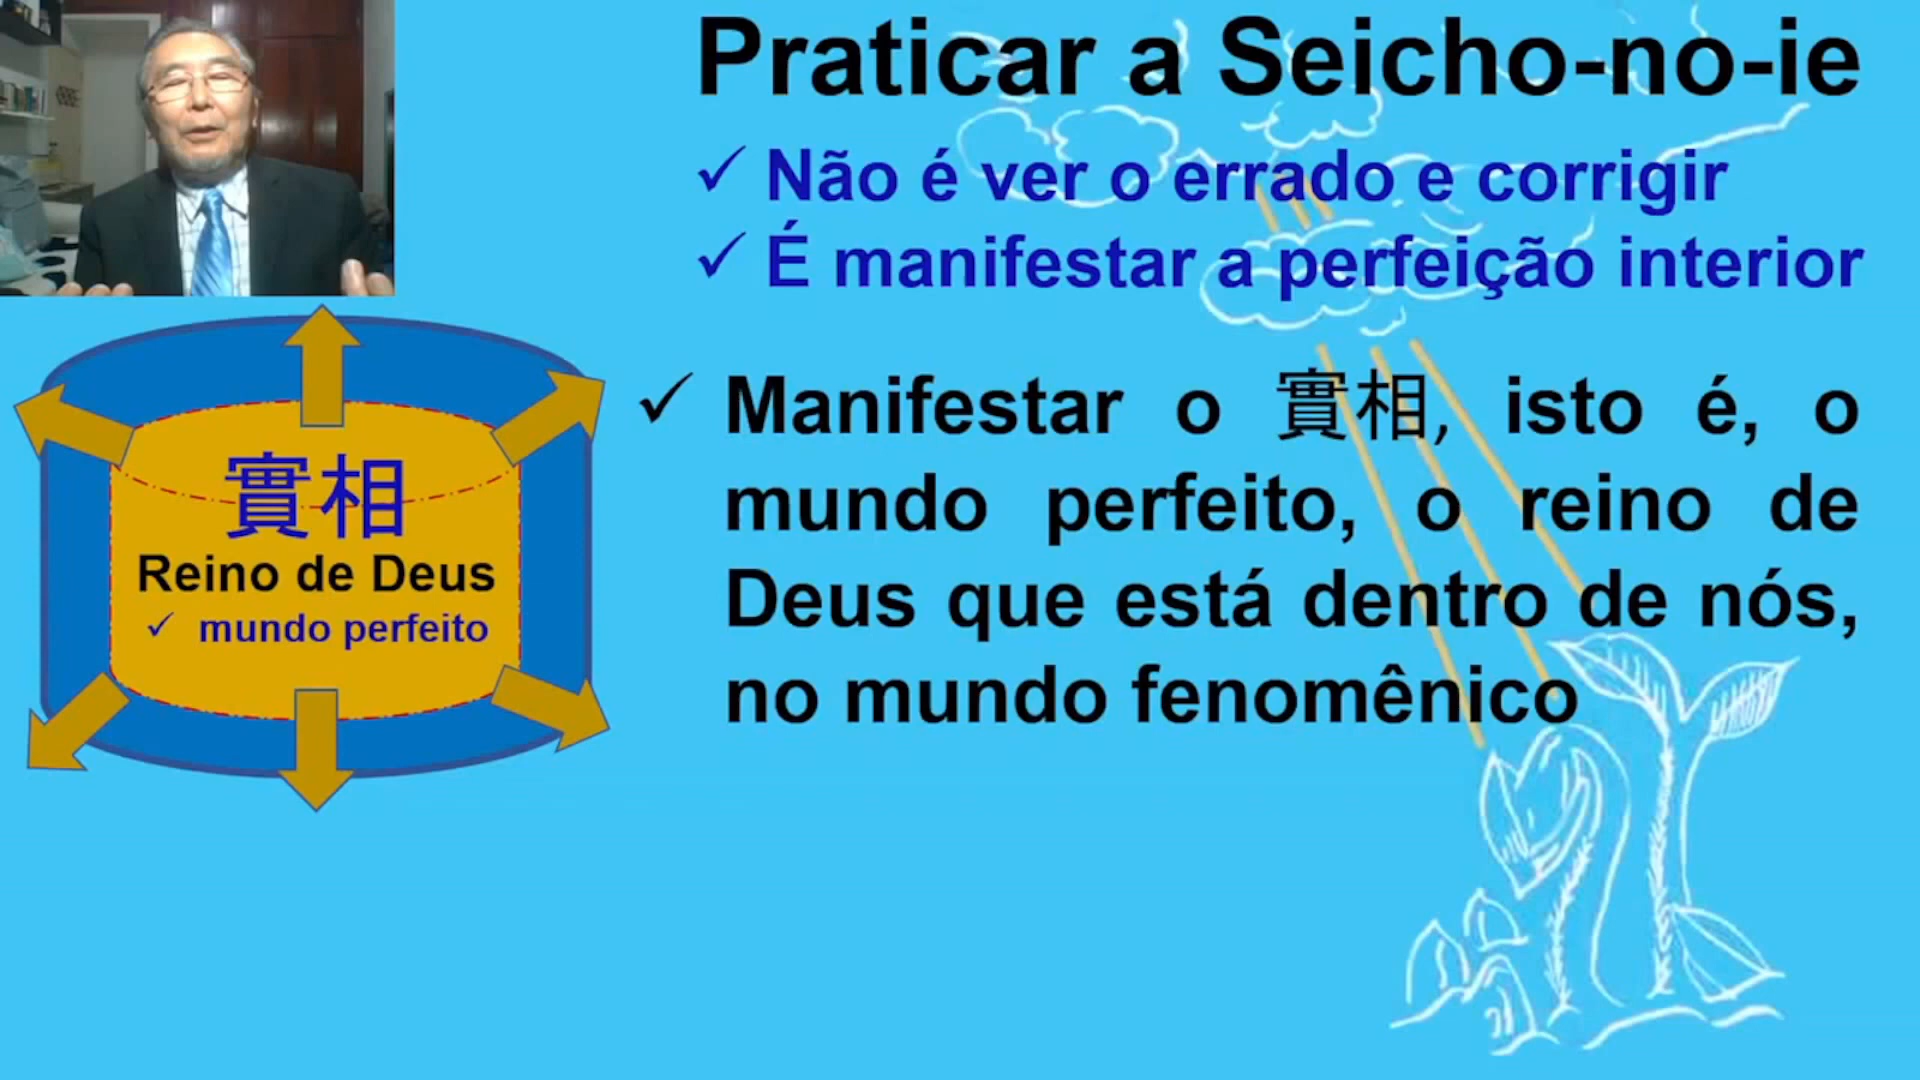 Praticar a Seicho-no-ie
✓ Não é ver o errado e corrigir
✓ É manifestar a perfeição interior
✓ Manifestar o 實相, isto é, o
mundo perfeito, o reino de
Deus que está dentro de nós,
no mundo fenomênico
實相
Reino de Deus
✓ mundo perfeito